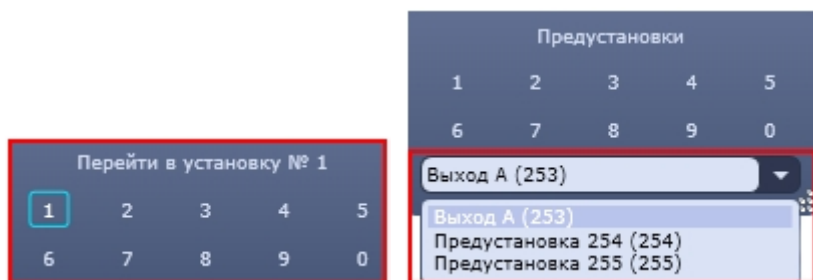 Перейти в установку № 1
1 2 3 4 5
6 7 8 9 0
Предустановки
1 2 3 4 5
6 7 8 9 0
Выход А (253)
Выход А (253)
Предустановка 254 (254)
Предустановка 255 (255)